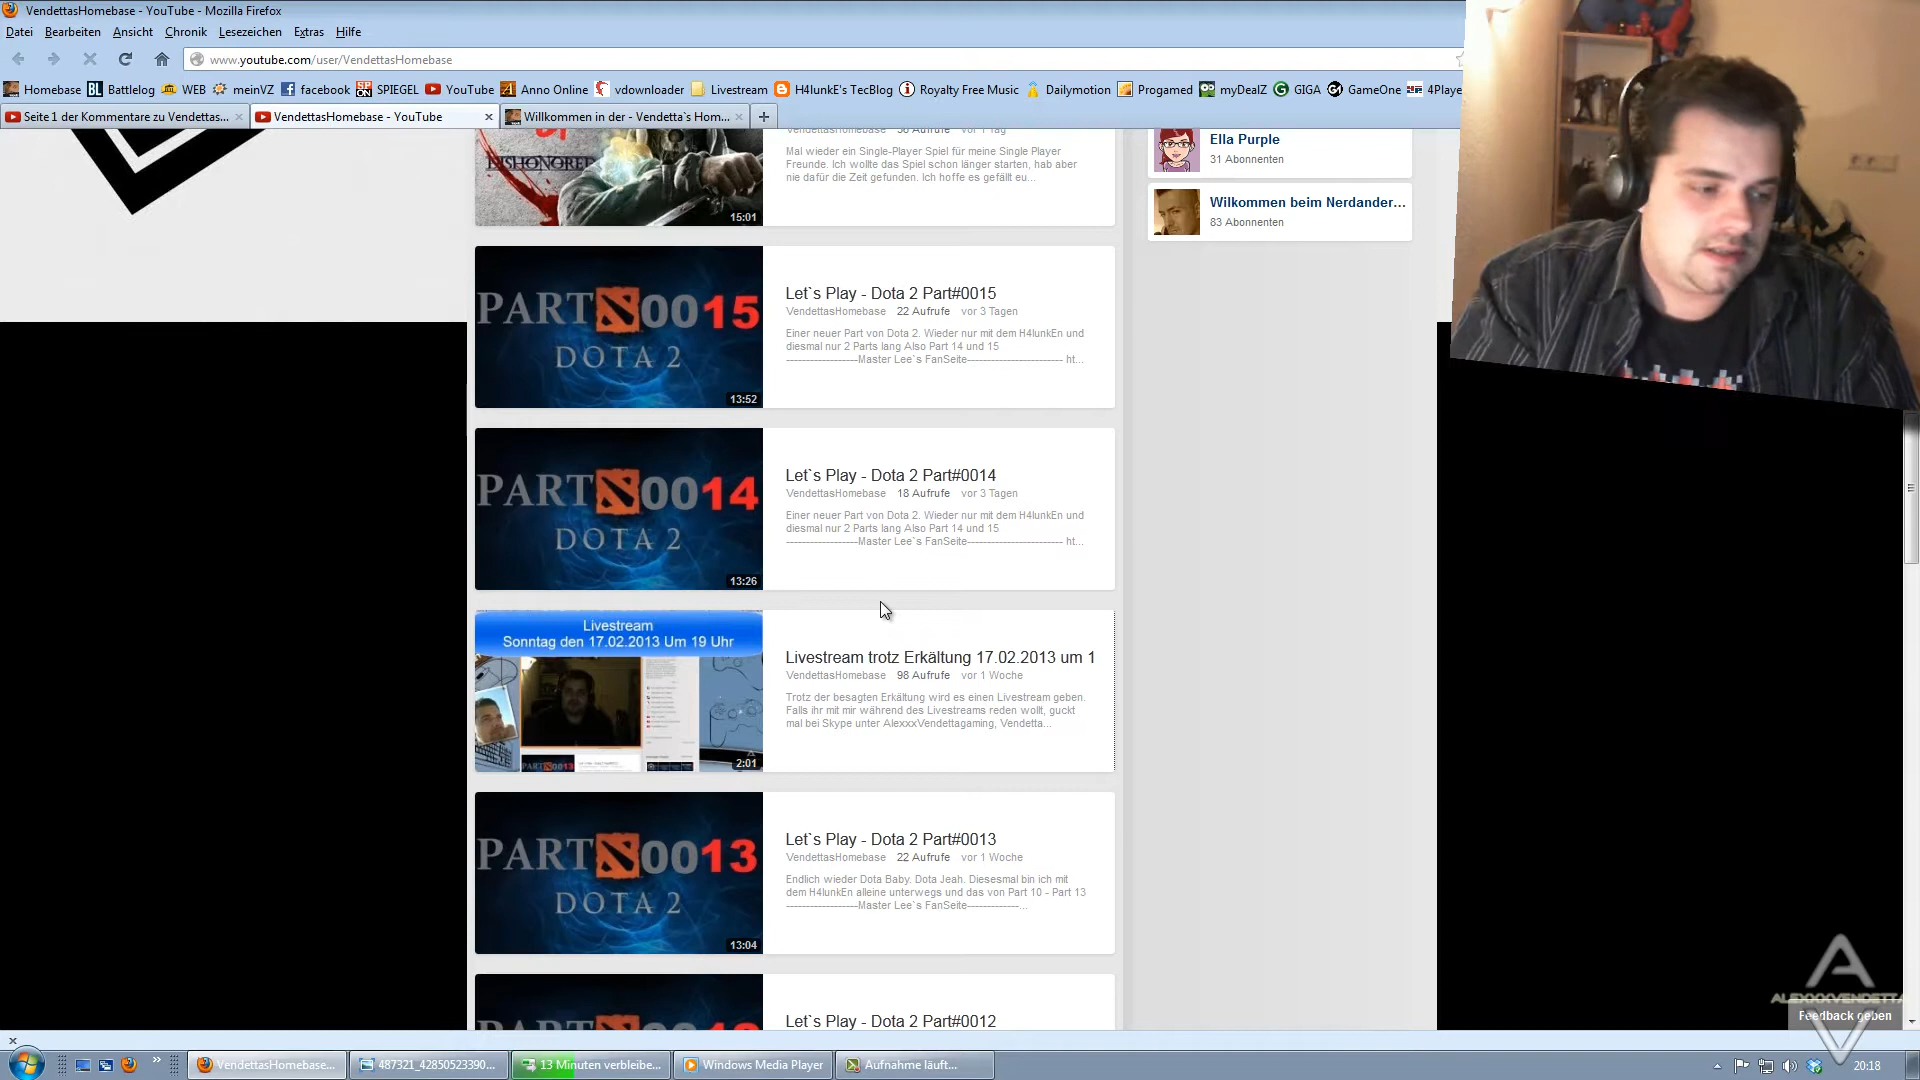 VendettasHomebase - YouTube - Mozilla Firefox
Datei Bearbeiten Ansicht Chronik Lesezeichen Extras Hilfe
www.youtube.com/user/VendettasHomebase
Homebase Battlelog WEB meinVZ facebook SPIEGEL YouTube Anno Online vdownloader Livestream H4lunkE's TecBlog Royalty Free Music Dailymotion Progamed myDealZ GIGA GameOne 4Player
Seite 1 der Kommentare zu Vendettas... VendettasHomebase - YouTube Willkommen in der - Vendetta`s Hom...
DISHONORED
15:01
VendettasHomebase 36 Aufrufe vor 1 Tag
Mal wieder ein Single-Player Spiel für meine Single Player
Freunde. Ich wollte das Spiel schon länger starten, hab aber
nie dafür die Zeit gefunden. Ich hoffe es gefällt eu...
Ella Purple
31 Abonnenten
Wilkommen beim Nerdander...
83 Abonnenten
PART 0015
DOTA 2
13:52
Let`s Play - Dota 2 Part#0015
VendettasHomebase 22 Aufrufe vor 3 Tagen
Einer neuer Part von Dota 2. Wieder nur mit dem H4lunkEn und
diesmal nur 2 Parts lang Also Part 14 und 15
-------------------Master Lee`s FanSeite------------------------- ht...
PART 0014
DOTA 2
13:26
Let`s Play - Dota 2 Part#0014
VendettasHomebase 18 Aufrufe vor 3 Tagen
Einer neuer Part von Dota 2. Wieder nur mit dem H4lunkEn und
diesmal nur 2 Parts lang Also Part 14 und 15
-------------------Master Lee`s FanSeite------------------------- ht...
Livestream
Sonntag den 17.02.2013 Um 19 Uhr
PART 0013
2:01
Livestream trotz Erkältung 17.02.2013 um 1
VendettasHomebase 98 Aufrufe vor 1 Woche
Trotz der besagten Erkältung wird es einen Livestream geben.
Falls ihr mit mir während des Livestreams reden wollt, guckt
mal bei Skype unter AlexxxVendettagaming, Vendetta...
PART 0013
DOTA 2
13:04
Let`s Play - Dota 2 Part#0013
VendettasHomebase 22 Aufrufe vor 1 Woche
Endlich wieder Dota Baby. Dota Jeah. Diesesmal bin ich mit
dem H4lunkEn alleine unterwegs und das von Part 10 - Part 13
-------------------Master Lee`s FanSeite-------------...
Let`s Play - Dota 2 Part#0012
ALEXXXVENDETTA
Feedback geben
VendettasHomebase... 487321_42850523390... 13 Minuten verbleibe... Windows Media Player Aufnahme läuft... 20:18